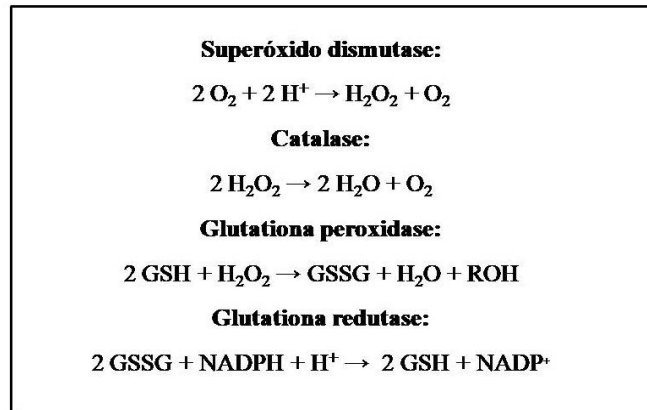 Superóxido dismutase:
2 O₂ + 2 H⁺ → H₂O₂ + O₂
Catalase:
2 H₂O₂ → 2 H₂O + O₂
Glutationa peroxidase:
2 GSH + H₂O₂ → GSSG + H₂O + ROH
Glutationa redutase:
2 GSSG + NADPH + H⁺ → 2 GSH + NADP⁺